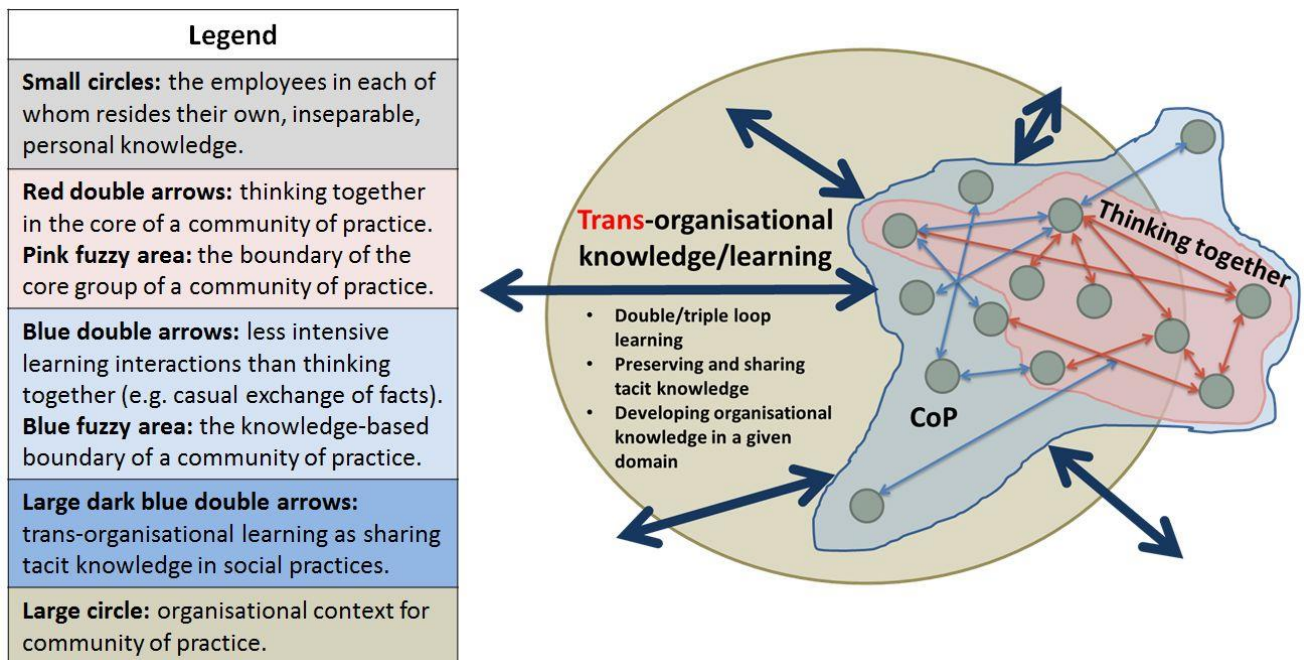 Legend
Small circles: the employees in each of
whom resides their own, inseparable,
personal knowledge.
Red double arrows: thinking together
in the core of a community of practice.
Pink fuzzy area: the boundary of the
core group of a community of practice.
Blue double arrows: less intensive
learning interactions than thinking
together (e.g. casual exchange of facts).
Blue fuzzy area: the knowledge-based
boundary of a community of practice.
Large dark blue double arrows:
trans-organisational learning as sharing
tacit knowledge in social practices.
Large circle: organisational context for
community of practice.
Trans-organisational
knowledge/learning
• Double/triple loop
learning
• Preserving and sharing
tacit knowledge
• Developing organisational
knowledge in a given
domain
Thinking together
CoP